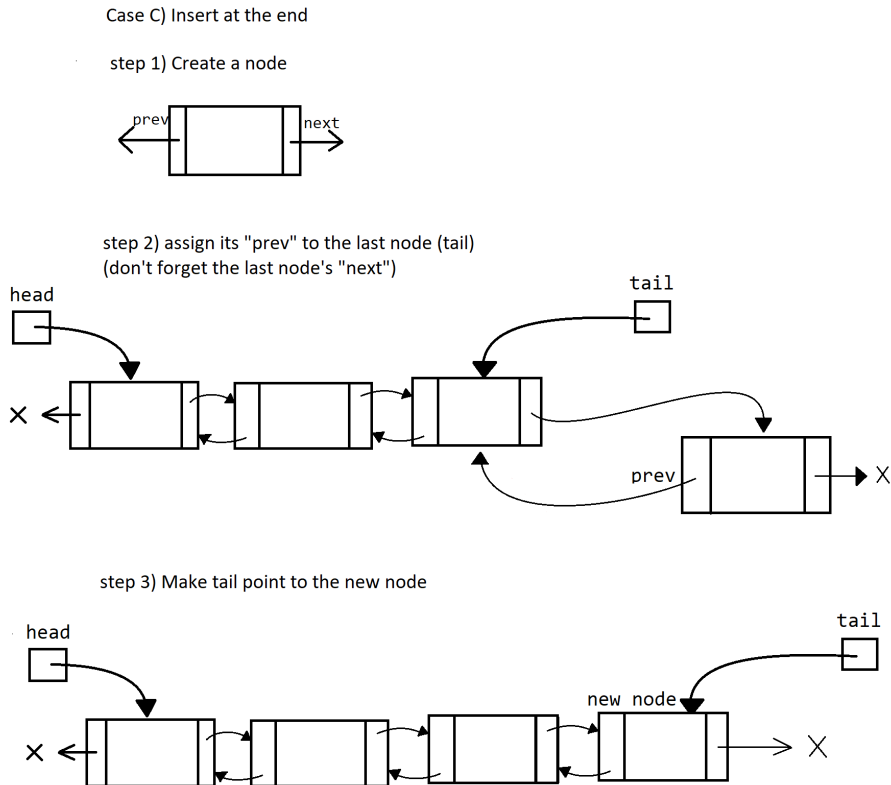 Case C) Insert at the end
step 1) Create a node
prev
next
step 2) assign its "prev" to the last node (tail)
(don't forget the last node's "next")
head
tail
X
prev
X
step 3) Make tail point to the new node
head
tail
new node
X
X